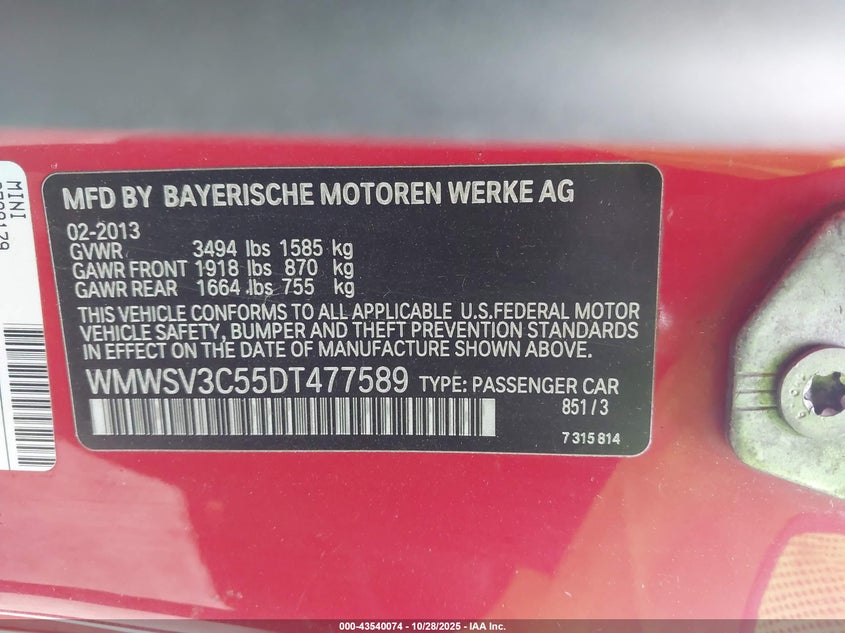 MFD BY BAYERISCHE MOTOREN WERKE AG
02-2013
GVWR 3494 lbs 1585 kg
GAWR FRONT 1918 lbs 870 kg
GAWR REAR 1664 lbs 755 kg
THIS VEHICLE CONFORMS TO ALL APPLICABLE U.S.FEDERAL MOTOR
VEHICLE SAFETY, BUMPER AND THEFT PREVENTION STANDARDS
IN EFFECT ON THE DATE OF MANUFACTURE SHOWN ABOVE.
WMWSV3C55DT477589 TYPE: PASSENGER CAR
851/3
7 315 814
MINI
000-43540074 / 10/28/2025 - IAA Inc.